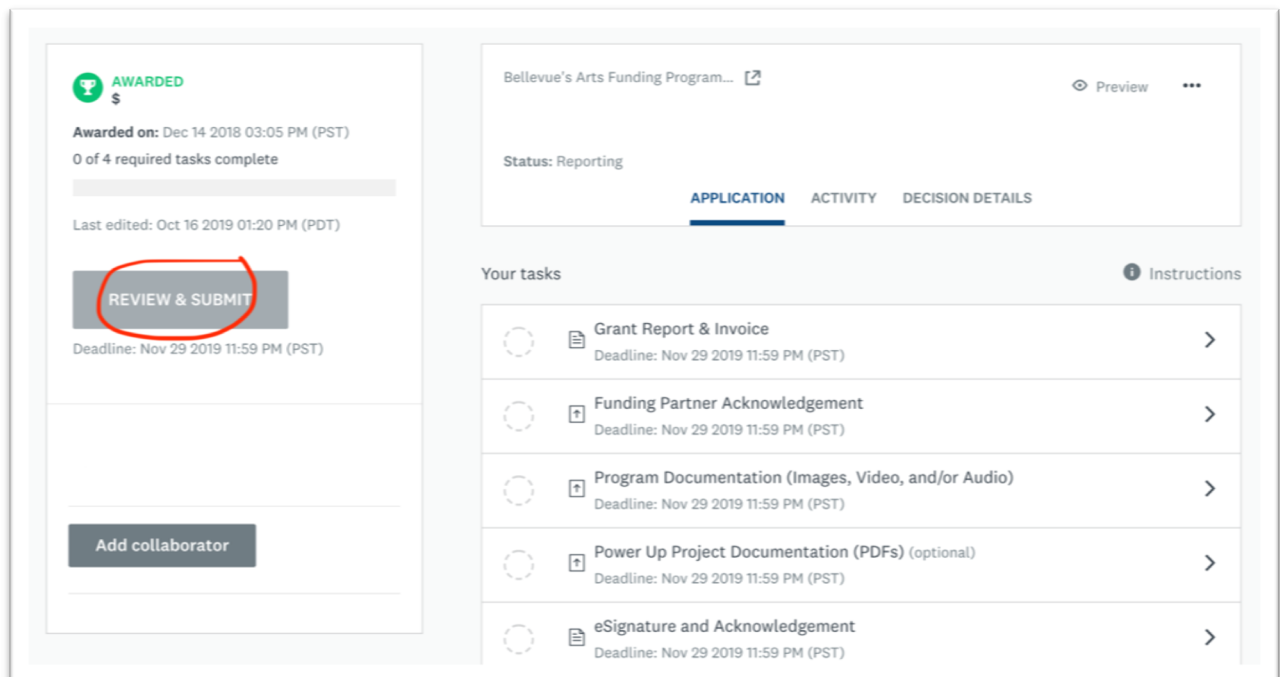 AWARDED
$
Awarded on: Dec 14 2018 03:05 PM (PST)
0 of 4 required tasks complete
Last edited: Oct 16 2019 01:20 PM (PDT)
REVIEW & SUBMIT
Deadline: Nov 29 2019 11:59 PM (PST)
Add collaborator
Bellevue's Arts Funding Program...
Preview
Status: Reporting
APPLICATION ACTIVITY DECISION DETAILS
Your tasks
Instructions
Grant Report & Invoice
Deadline: Nov 29 2019 11:59 PM (PST)
Funding Partner Acknowledgement
Deadline: Nov 29 2019 11:59 PM (PST)
Program Documentation (Images, Video, and/or Audio)
Deadline: Nov 29 2019 11:59 PM (PST)
Power Up Project Documentation (PDFs) (optional)
Deadline: Nov 29 2019 11:59 PM (PST)
eSignature and Acknowledgement
Deadline: Nov 29 2019 11:59 PM (PST)